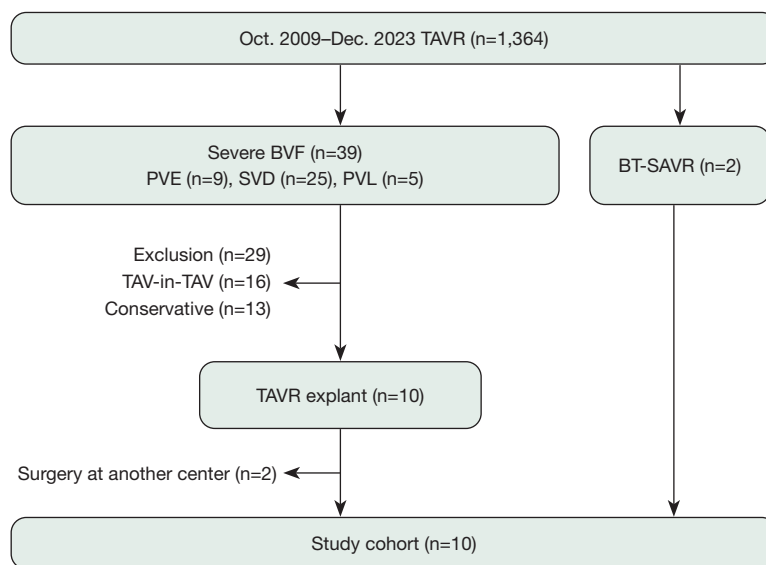 Oct. 2009–Dec. 2023 TAVR (n=1,364)
Severe BVF (n=39)
PVE (n=9), SVD (n=25), PVL (n=5)
BT-SAVR (n=2)
Exclusion (n=29)
TAV-in-TAV (n=16)
Conservative (n=13)
TAVR explant (n=10)
Surgery at another center (n=2)
Study cohort (n=10)